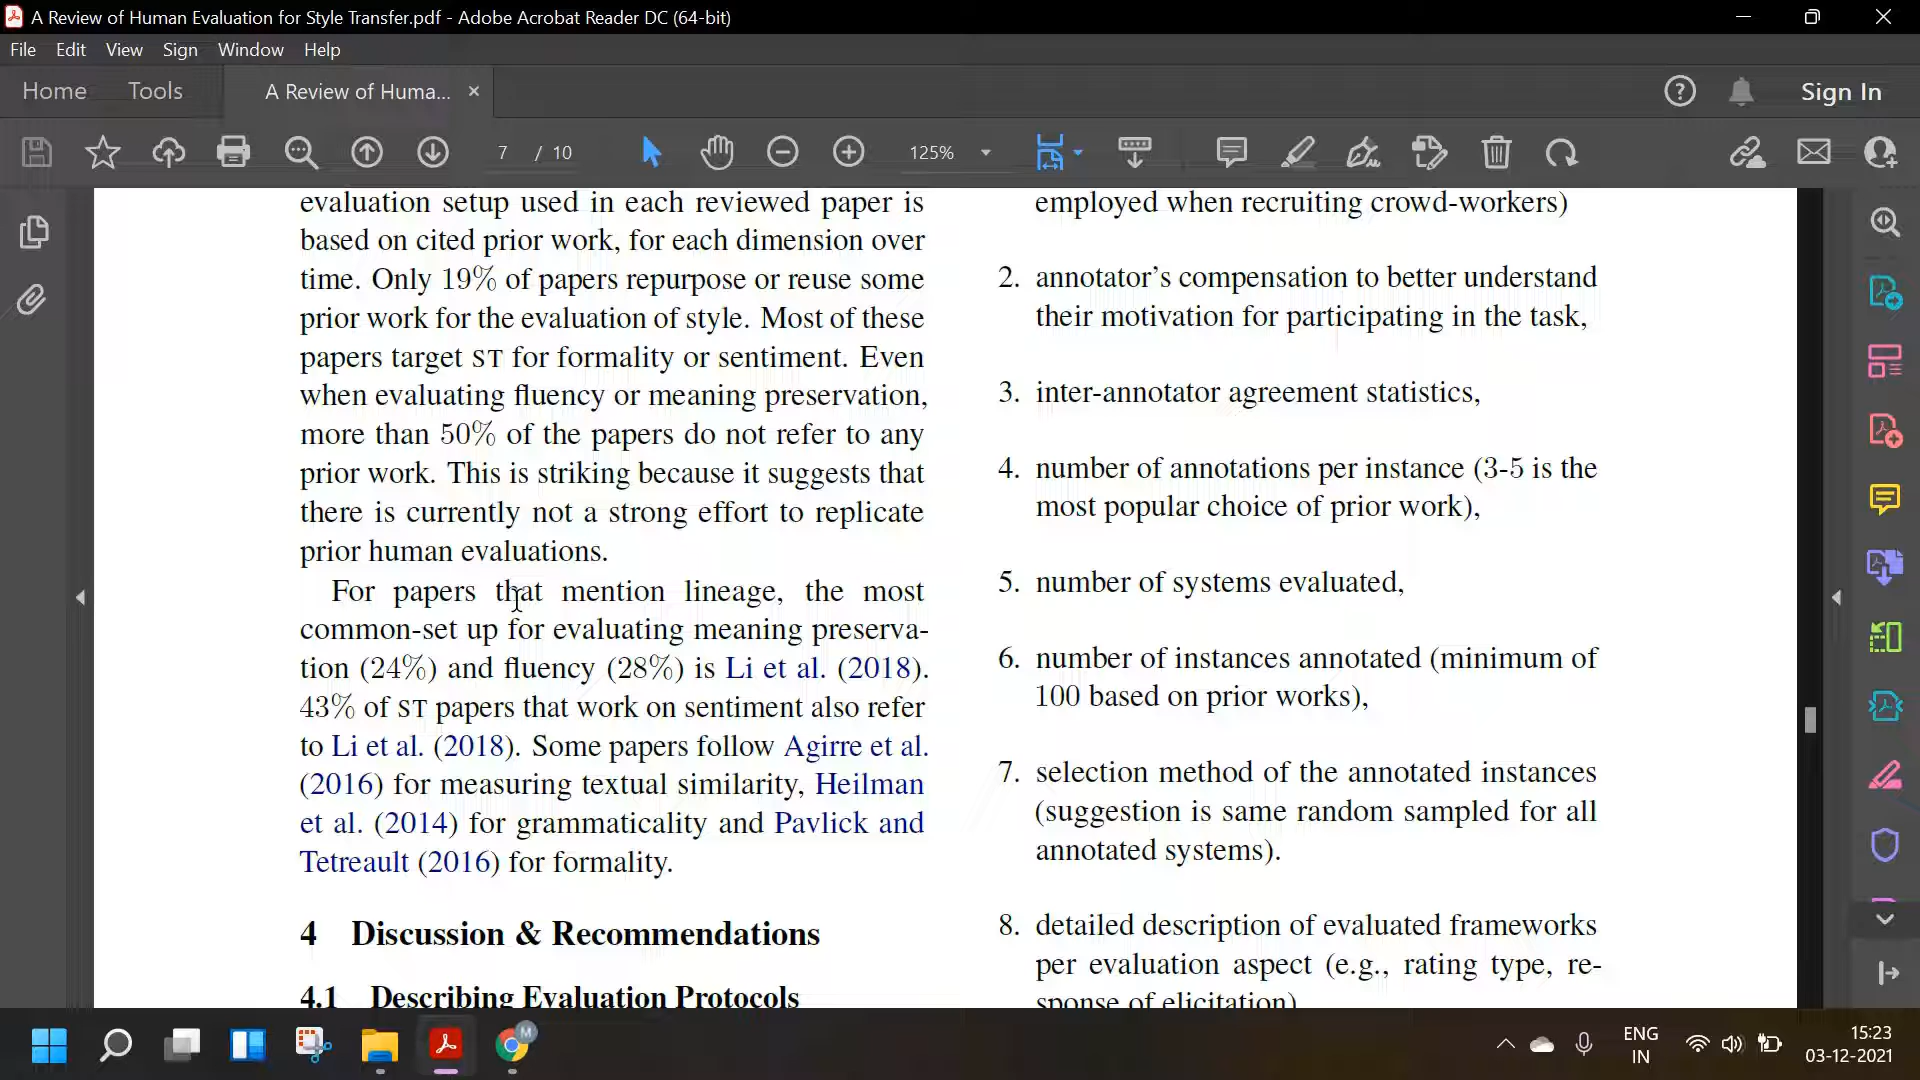 A Review of Human Evaluation for Style Transfer.pdf - Adobe Acrobat Reader DC (64-bit)
File Edit View Sign Window Help
Home Tools A Review of Huma... Sign In
7 / 10 125%
evaluation setup used in each reviewed paper is
based on cited prior work, for each dimension over
time. Only 19% of papers repurpose or reuse some
prior work for the evaluation of style. Most of these
papers target ST for formality or sentiment. Even
when evaluating fluency or meaning preservation,
more than 50% of the papers do not refer to any
prior work. This is striking because it suggests that
there is currently not a strong effort to replicate
prior human evaluations.
For papers that mention lineage, the most
common-set up for evaluating meaning preserva-
tion (24%) and fluency (28%) is Li et al. (2018).
43% of ST papers that work on sentiment also refer
to Li et al. (2018). Some papers follow Agirre et al.
(2016) for measuring textual similarity, Heilman
et al. (2014) for grammaticality and Pavlick and
Tetreault (2016) for formality.
4 Discussion & Recommendations
4.1 Describing Evaluation Protocols
employed when recruiting crowd-workers)
2. annotator's compensation to better understand
their motivation for participating in the task,
3. inter-annotator agreement statistics,
4. number of annotations per instance (3-5 is the
most popular choice of prior work),
5. number of systems evaluated,
6. number of instances annotated (minimum of
100 based on prior works),
7. selection method of the annotated instances
(suggestion is same random sampled for all
annotated systems).
8. detailed description of evaluated frameworks
per evaluation aspect (e.g., rating type, re-
sponse of elicitation)
M
ENG
IN
15:23
03-12-2021